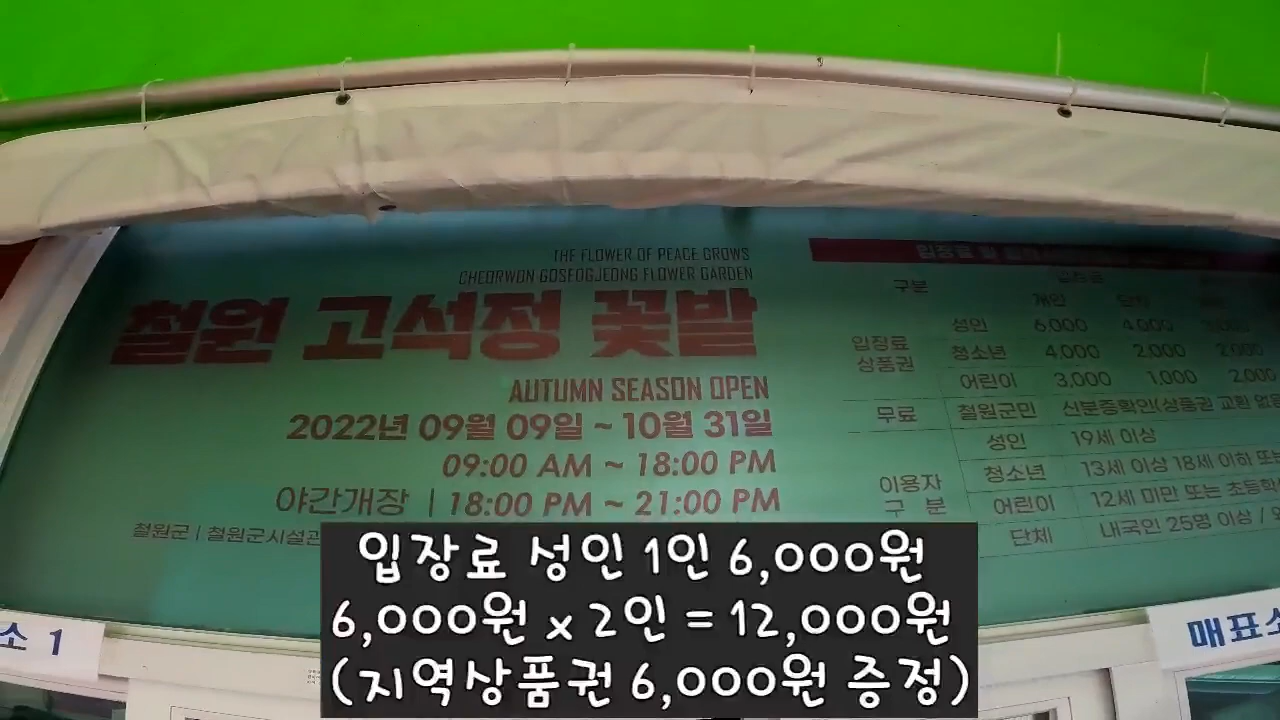 THE FLOWER OF PEACE GROWS
CHEORWON GOSEOGJEONG FLOWER GARDEN
철원 고석정 꽃밭
AUTUMN SEASON OPEN
2022년 09월 09일 ~ 10월 31일
09:00 AM ~ 18:00 PM
야간개장 | 18:00 PM ~ 21:00 PM
철원군 | 철원군시설관
입장료 및
구분
개인
입장료
상품권
성인 6,000 4,000
청소년 4,000 2,000 2,000
어린이 3,000 1,000 2,000
무료 철원군민 신분증확인(상품권 교환 없음
이용자
구 분
성인 19세 이상
청소년 13세 이상 18세 이하 또는
어린이 12세 미만 또는 초등학
단체 내국인 25명 이상 /
소 1
매표소
입장료 성인 1인 6,000원
6,000원 x 2인 = 12,000원
(지역상품권 6,000원 증정)